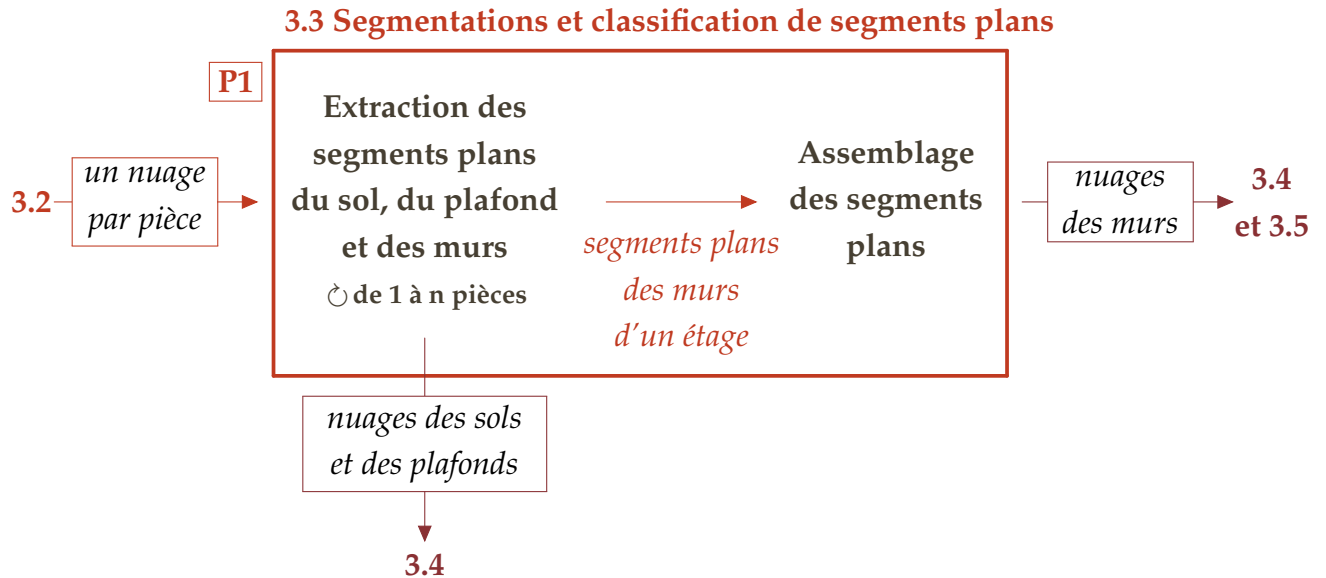 3.3 Segmentations et classification de segments plans
P1
3.2
un nuage
par pièce
Extraction des
segments plans
du sol, du plafond
et des murs
↻ de 1 à n pièces
segments plans
des murs
d'un étage
Assemblage
des segments
plans
nuages
des murs
3.4
et 3.5
nuages des sols
et des plafonds
3.4